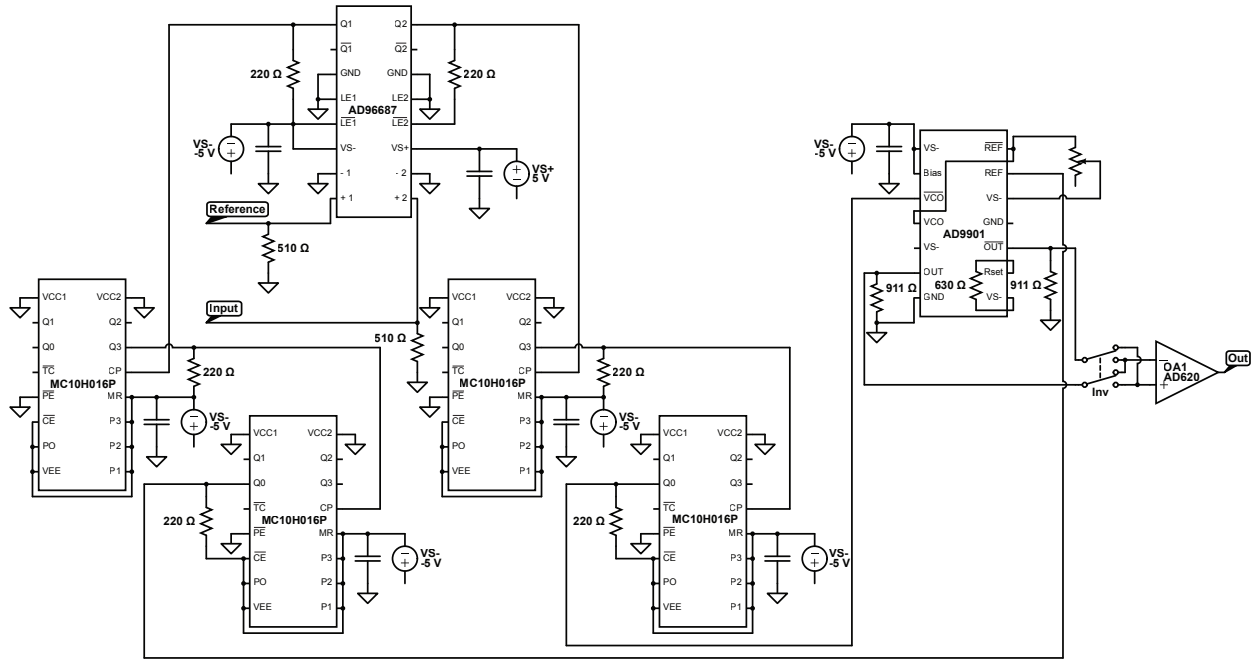 Q1
Q2
Q1
Q2
220 Ω
GND
GND
220 Ω
LE1
LE2
AD96687
LE1
LE2
VS-
-5 V
VS-
VS+
VS+
5 V
- 1
- 2
+ 1
+ 2
Reference
510 Ω
Input
510 Ω
VCC1
VCC2
Q1
Q2
Q0
Q3
TC
CP
MC10H016P
PE
MR
CE
P3
PO
P2
VEE
P1
220 Ω
VS-
-5 V
VCC1
VCC2
Q1
Q2
Q0
Q3
TC
CP
MC10H016P
PE
MR
CE
P3
PO
P2
VEE
P1
220 Ω
VS-
-5 V
VCC1
VCC2
Q1
Q2
Q0
Q3
TC
CP
MC10H016P
PE
MR
CE
P3
PO
P2
VEE
P1
220 Ω
VS-
-5 V
VCC1
VCC2
Q1
Q2
Q0
Q3
TC
CP
MC10H016P
PE
MR
CE
P3
PO
P2
VEE
P1
220 Ω
VS-
-5 V
VS-
-5 V
VS-
REF
Bias
REF
VCO
VS-
VCO
GND
AD9901
VS-
OUT
OUT
Rset
GND
VS-
911 Ω
630 Ω
911 Ω
Inv
OA1
AD620
Out